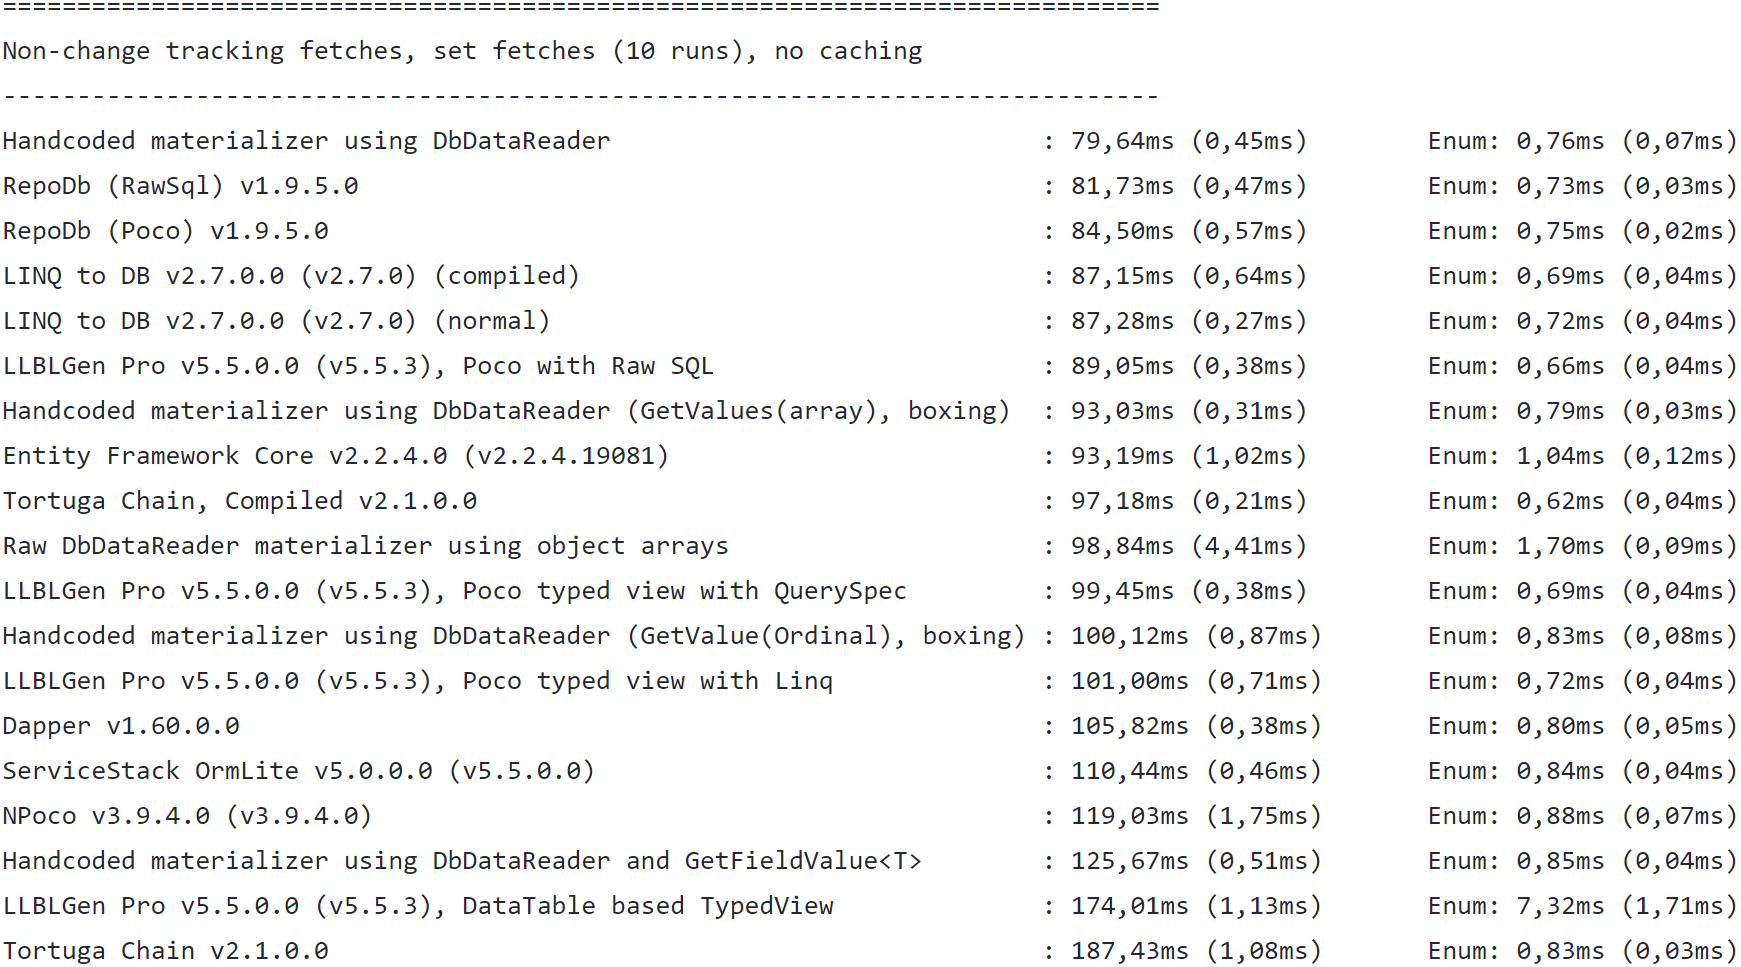 ==============================================================================
Non-change tracking fetches, set fetches (10 runs), no caching
------------------------------------------------------------------------------
Handcoded materializer using DbDataReader                             : 79,64ms (0,45ms)        Enum: 0,76ms (0,07ms)
RepoDb (RawSql) v1.9.5.0                                              : 81,73ms (0,47ms)        Enum: 0,73ms (0,03ms)
RepoDb (Poco) v1.9.5.0                                                : 84,50ms (0,57ms)        Enum: 0,75ms (0,02ms)
LINQ to DB v2.7.0.0 (v2.7.0) (compiled)                               : 87,15ms (0,64ms)        Enum: 0,69ms (0,04ms)
LINQ to DB v2.7.0.0 (v2.7.0) (normal)                                 : 87,28ms (0,27ms)        Enum: 0,72ms (0,04ms)
LLBLGen Pro v5.5.0.0 (v5.5.3), Poco with Raw SQL                      : 89,05ms (0,38ms)        Enum: 0,66ms (0,04ms)
Handcoded materializer using DbDataReader (GetValues(array), boxing)  : 93,03ms (0,31ms)        Enum: 0,79ms (0,03ms)
Entity Framework Core v2.2.4.0 (v2.2.4.19081)                         : 93,19ms (1,02ms)        Enum: 1,04ms (0,12ms)
Tortuga Chain, Compiled v2.1.0.0                                      : 97,18ms (0,21ms)        Enum: 0,62ms (0,04ms)
Raw DbDataReader materializer using object arrays                     : 98,84ms (4,41ms)        Enum: 1,70ms (0,09ms)
LLBLGen Pro v5.5.0.0 (v5.5.3), Poco typed view with QuerySpec         : 99,45ms (0,38ms)        Enum: 0,69ms (0,04ms)
Handcoded materializer using DbDataReader (GetValue(Ordinal), boxing) : 100,12ms (0,87ms)       Enum: 0,83ms (0,08ms)
LLBLGen Pro v5.5.0.0 (v5.5.3), Poco typed view with Linq              : 101,00ms (0,71ms)       Enum: 0,72ms (0,04ms)
Dapper v1.60.0.0                                                      : 105,82ms (0,38ms)       Enum: 0,80ms (0,05ms)
ServiceStack OrmLite v5.0.0.0 (v5.5.0.0)                              : 110,44ms (0,46ms)       Enum: 0,84ms (0,04ms)
NPoco v3.9.4.0 (v3.9.4.0)                                             : 119,03ms (1,75ms)       Enum: 0,88ms (0,07ms)
Handcoded materializer using DbDataReader and GetFieldValue<T>        : 125,67ms (0,51ms)       Enum: 0,85ms (0,04ms)
LLBLGen Pro v5.5.0.0 (v5.5.3), DataTable based TypedView              : 174,01ms (1,13ms)       Enum: 7,32ms (1,71ms)
Tortuga Chain v2.1.0.0                                                : 187,43ms (1,08ms)       Enum: 0,83ms (0,03ms)